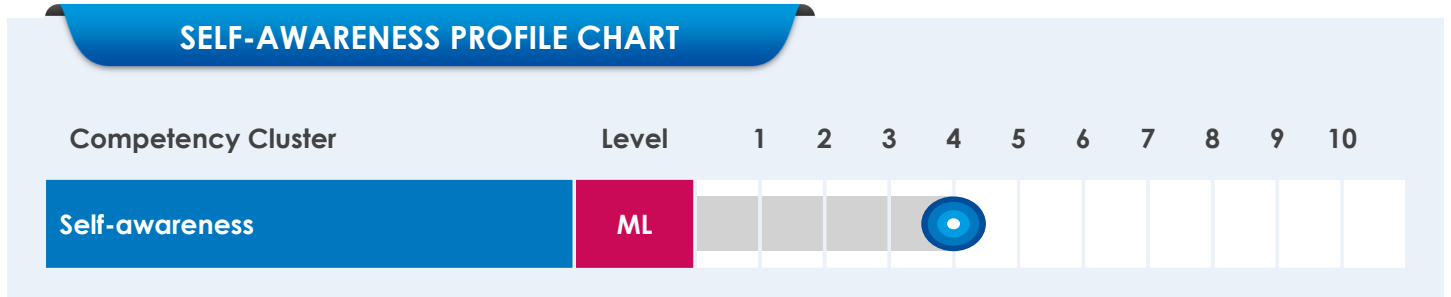 SELF-AWARENESS PROFILE CHART
Competency Cluster Level 1 2 3 4 5 6 7 8 9 10
Self-awareness ML